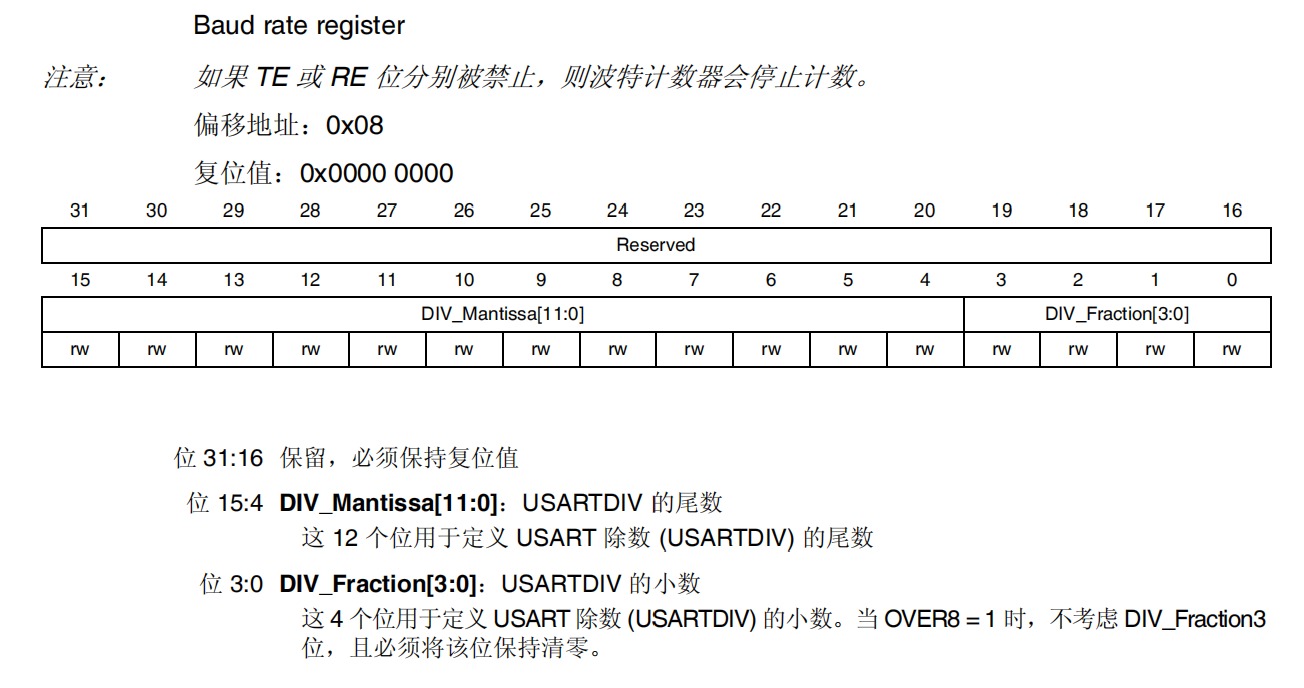 Baud rate register
注意： 如果 TE 或 RE 位分别被禁止，则波特计数器会停止计数。
偏移地址：0x08
复位值：0x0000 0000
31 30 29 28 27 26 25 24 23 22 21 20 19 18 17 16
Reserved
15 14 13 12 11 10 9 8 7 6 5 4 3 2 1 0
DIV_Mantissa[11:0] DIV_Fraction[3:0]
rw rw rw rw rw rw rw rw rw rw rw rw rw rw rw rw
位 31:16 保留，必须保持复位值
位 15:4 DIV_Mantissa[11:0]：USARTDIV 的尾数
这 12 个位用于定义 USART 除数 (USARTDIV) 的尾数
位 3:0 DIV_Fraction[3:0]：USARTDIV 的小数
这 4 个位用于定义 USART 除数 (USARTDIV) 的小数。当 OVER8 = 1 时，不考虑 DIV_Fraction3
位，且必须将该位保持清零。